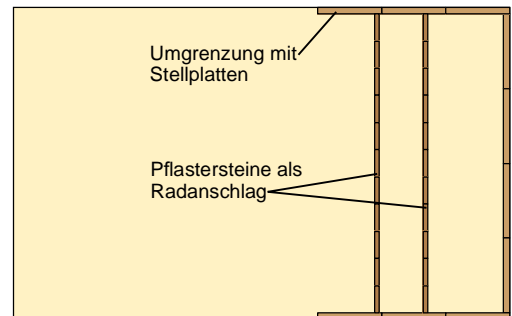 Umgrenzung mit
Stellplatten
Pflastersteine als
Radanschlag